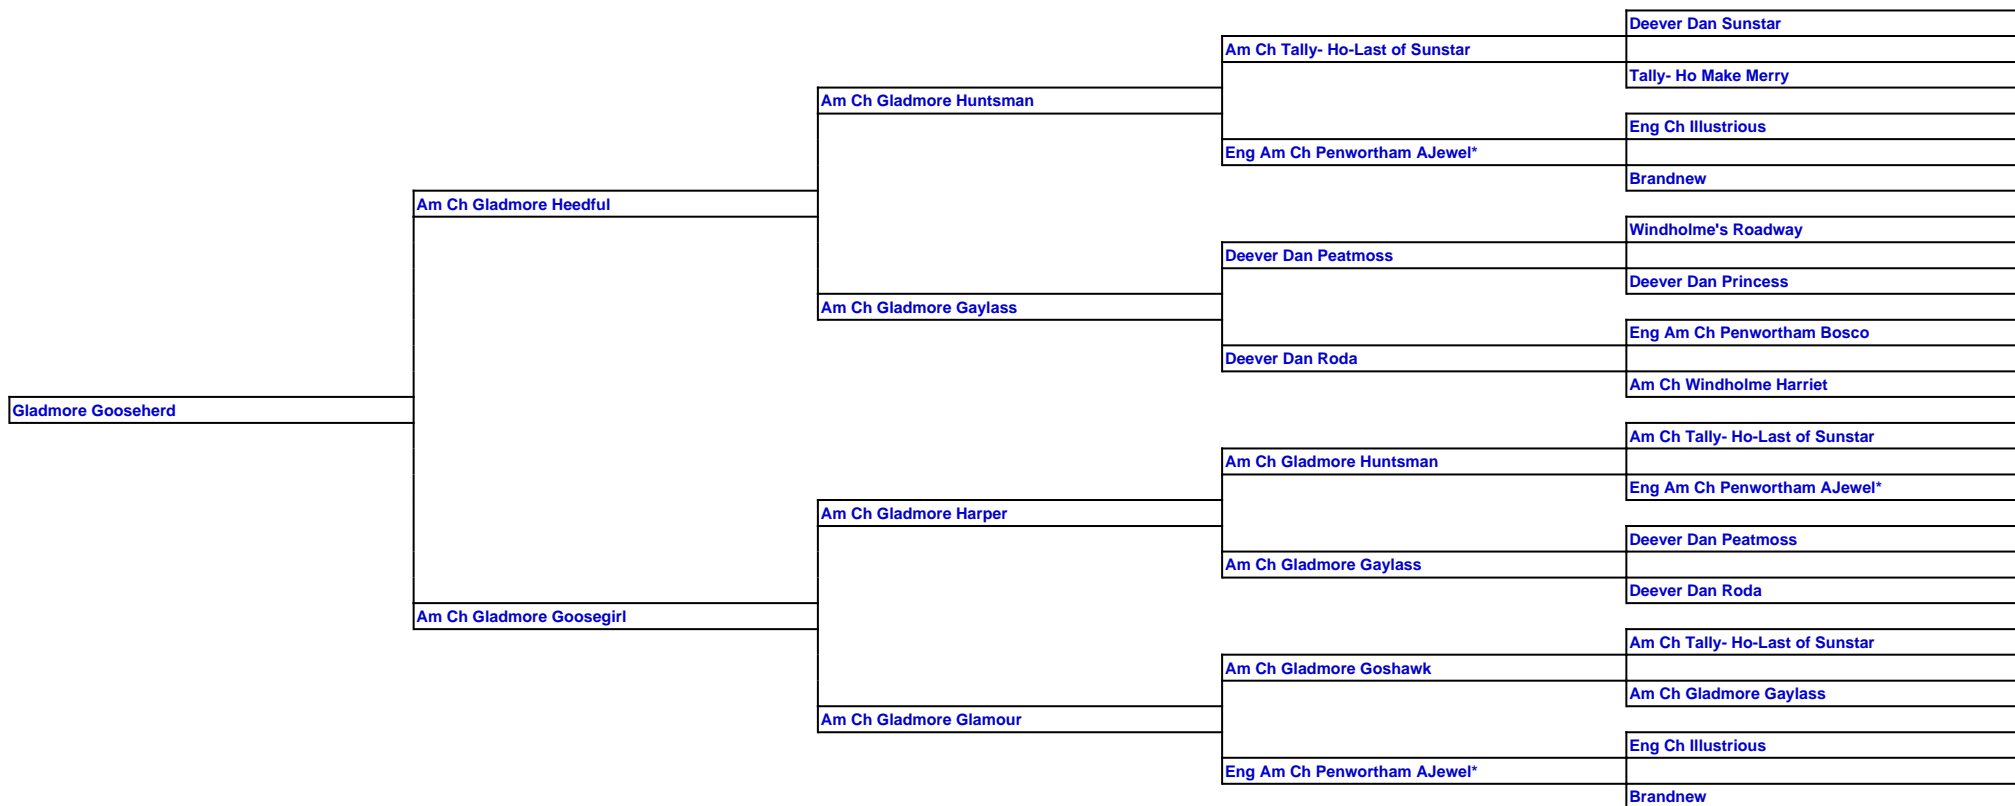 Deever Dan Sunstar
Am Ch Tally- Ho-Last of Sunstar
Tally- Ho Make Merry
Am Ch Gladmore Huntsman
Eng Ch Illustrious
Eng Am Ch Penwortham AJewel*
Brandnew
Am Ch Gladmore Heedful
Windholme's Roadway
Deever Dan Peatmoss
Deever Dan Princess
Am Ch Gladmore Gaylass
Eng Am Ch Penwortham Bosco
Deever Dan Roda
Am Ch Windholme Harriet
Gladmore Gooseherd
Am Ch Tally- Ho-Last of Sunstar
Am Ch Gladmore Huntsman
Eng Am Ch Penwortham AJewel*
Am Ch Gladmore Harper
Deever Dan Peatmoss
Am Ch Gladmore Gaylass
Deever Dan Roda
Am Ch Gladmore Goosegirl
Am Ch Tally- Ho-Last of Sunstar
Am Ch Gladmore Goshawk
Am Ch Gladmore Gaylass
Am Ch Gladmore Glamour
Eng Ch Illustrious
Eng Am Ch Penwortham AJewel*
Brandnew